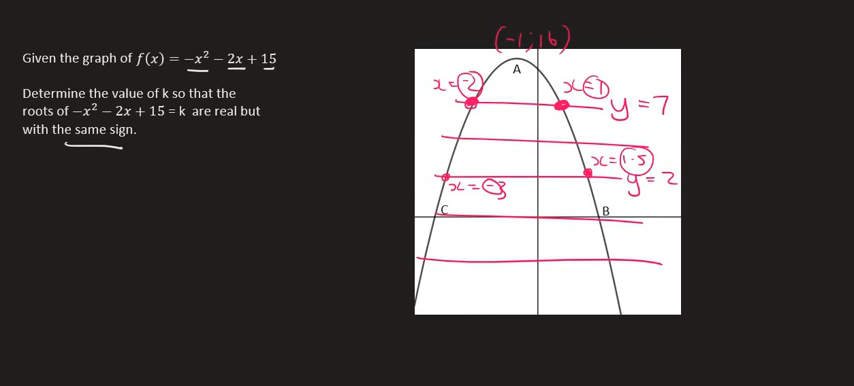 (-1;16)
Given the graph of f(x) = −x² − 2x + 15
A
x=-2
x=1
y=7
Determine the value of k so that the
roots of −x² − 2x + 15 = k are real but
with the same sign.
x=1.5
y=2
x=-3
C
B